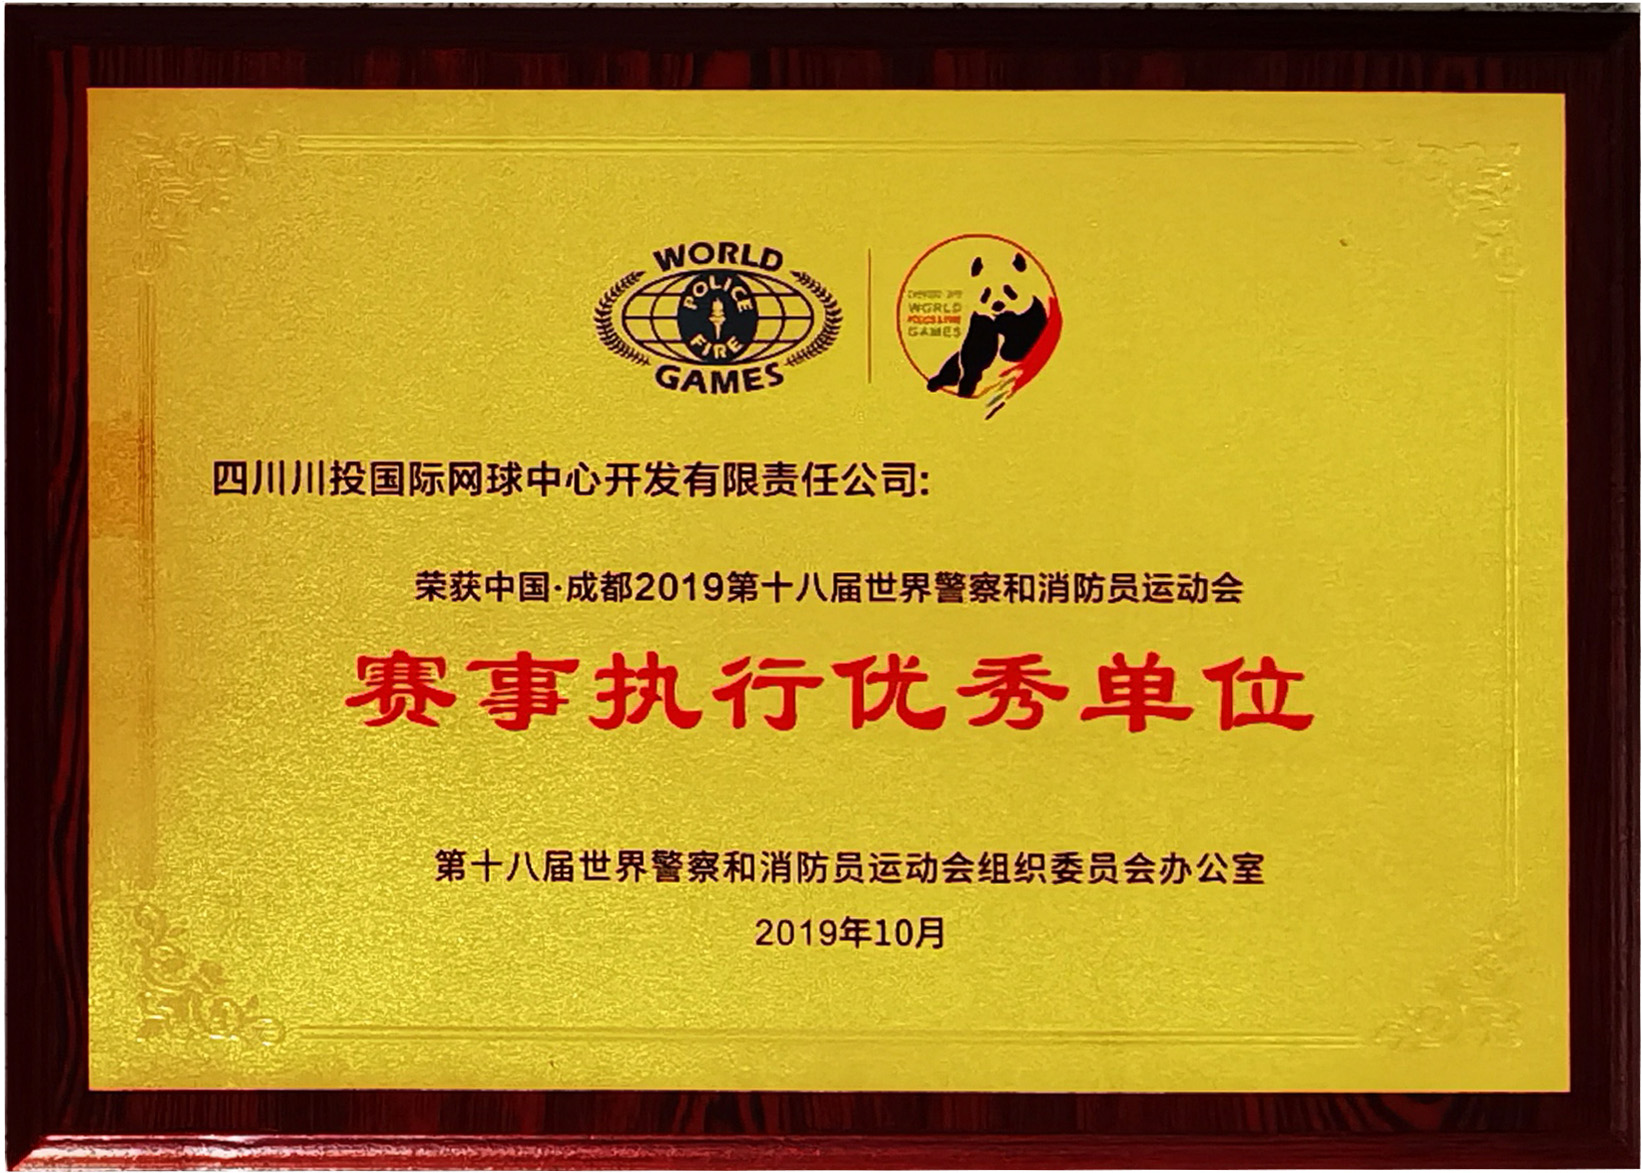 WORLD
POLICE
FIRE
GAMES
WORLD
GAMES
四川川投国际网球中心开发有限责任公司:
荣获中国·成都2019第十八届世界警察和消防员运动会
赛事执行优秀单位
第十八届世界警察和消防员运动会组织委员会办公室
2019年10月